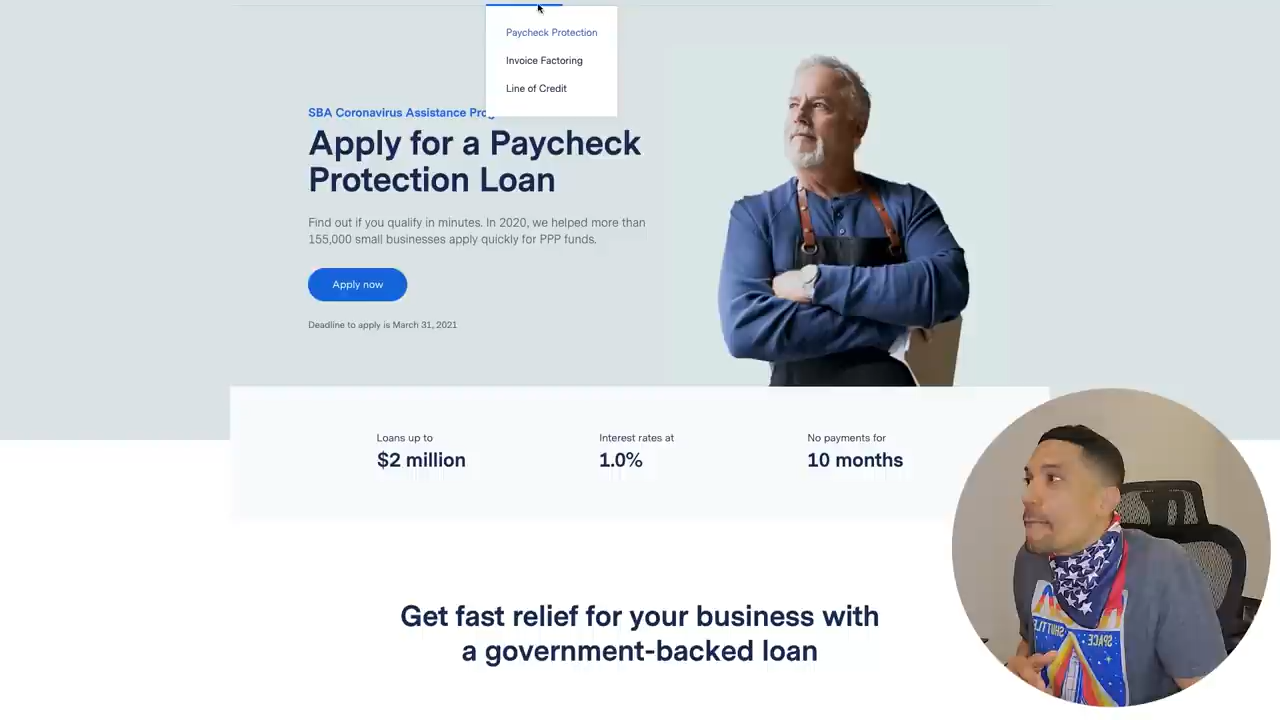 Paycheck Protection
Invoice Factoring
Line of Credit
SBA Coronavirus Assistance
Apply for a Paycheck
Protection Loan
Find out if you qualify in minutes. In 2020, we helped more than
155,000 small businesses apply quickly for PPP funds.
Apply now
Deadline to apply is March 31, 2021
Loans up to
$2 million
Interest rates at
1.0%
No payments for
10 months
Get fast relief for your business with
a government-backed loan
SPACE
SHUTTLE